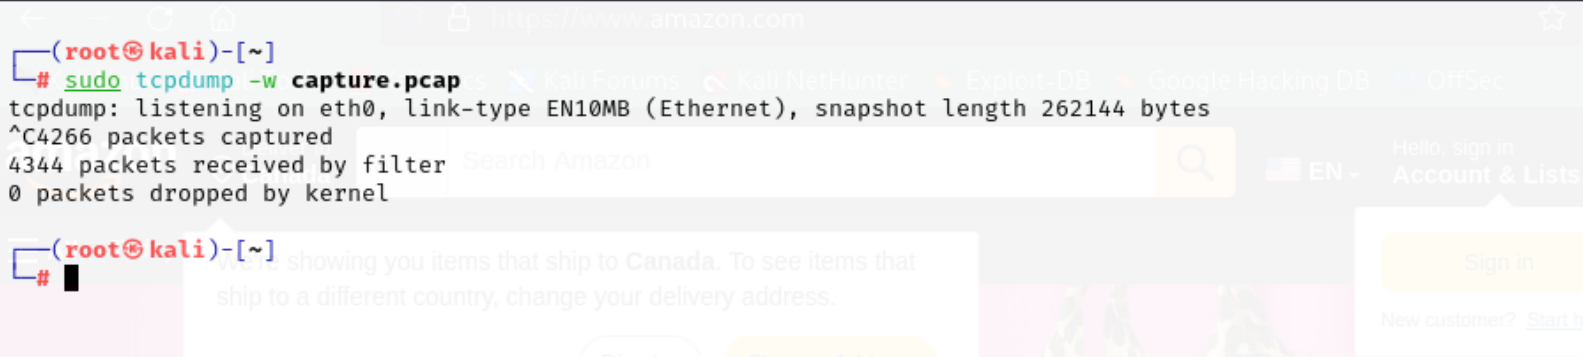 https://www.amazon.com
┌──(root㉿kali)-[~]
└─# sudo tcpdump -w capture.pcap
Kali Forums Kali NetHunter Exploit-DB Google Hacking DB OffSec
tcpdump: listening on eth0, link-type EN10MB (Ethernet), snapshot length 262144 bytes
^C4266 packets captured
amazon
Search Amazon
EN
Hello, sign in
Account & Lists
4344 packets received by filter
Canada
0 packets dropped by kernel
┌──(root㉿kali)-[~]
└─#
We're showing you items that ship to Canada. To see items that
ship to a different country, change your delivery address.
Sign in
New customer? Start